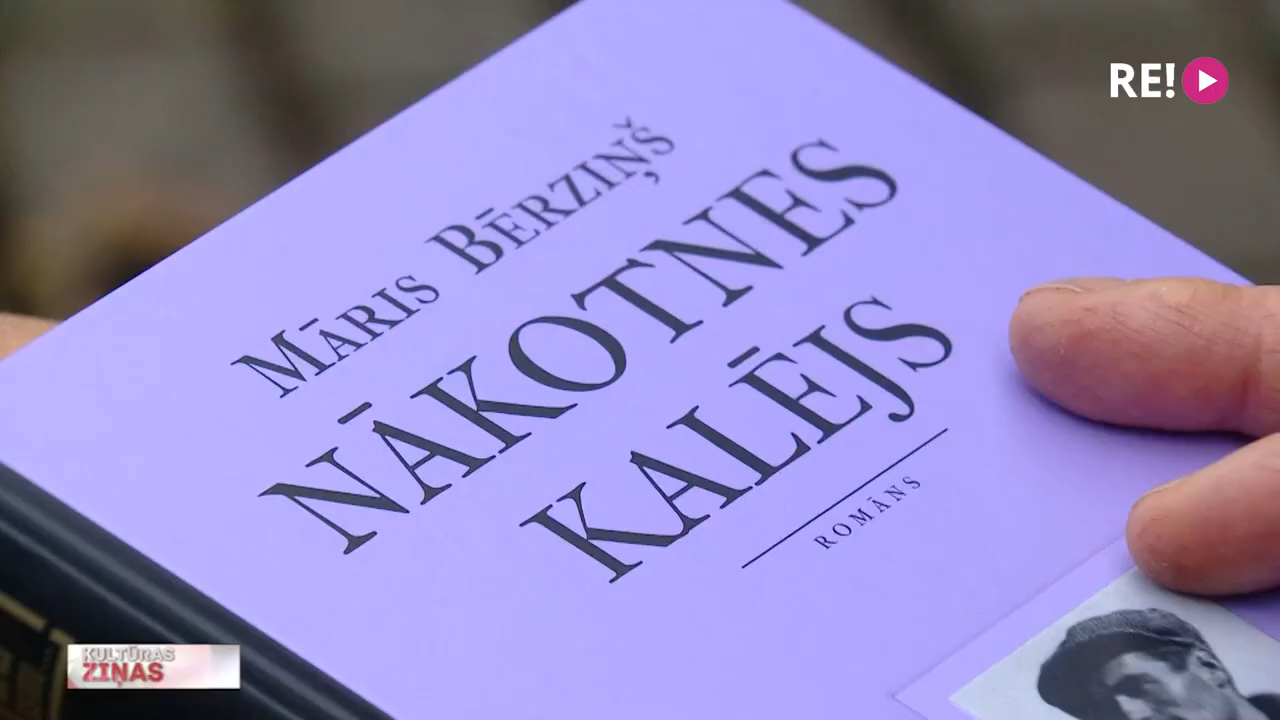 RE!
MĀRIS BĒRZIŅŠ
NĀKOTNES
KALĒJS
ROMĀNS
KULTŪRAS
ZIŅAS